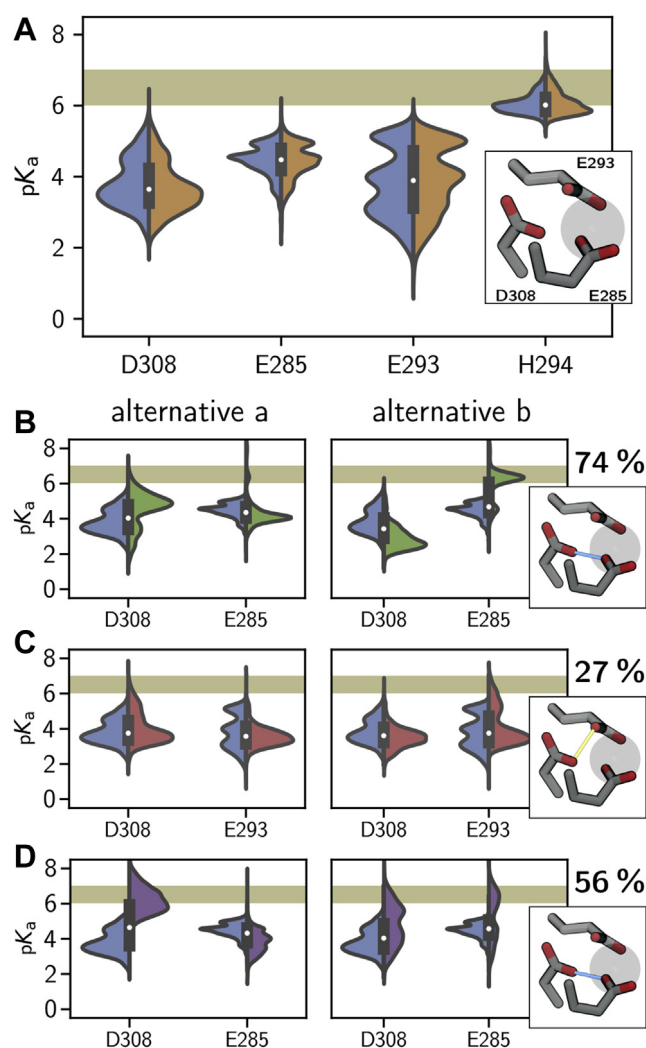 A
8
6
4
2
0
pKa
D308
E285
E293
H294
E293
D308
E285
alternative a
alternative b
B
8
6
4
2
0
pKa
D308
E285
D308
E285
74 %
C
8
6
4
2
0
pKa
D308
E293
D308
E293
27 %
D
8
6
4
2
0
pKa
D308
E285
D308
E285
56 %